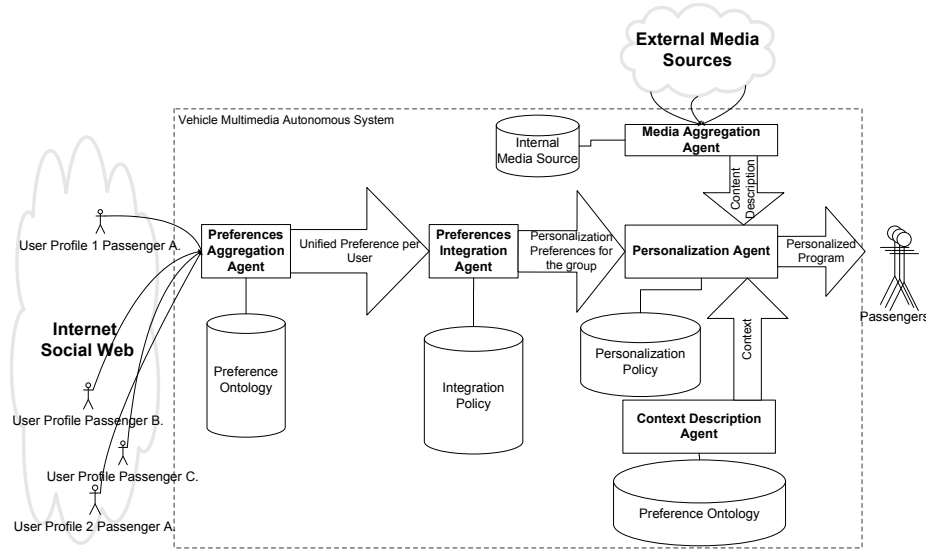 External Media
Sources
Vehicle Multimedia Autonomous System
Internal
Media Source
Media Aggregation
Agent
Content
Description
User Profile 1 Passenger A.
Preferences
Aggregation
Agent
Unified Preference per
User
Preferences
Integration
Agent
Personalization
Preferences for
the group
Personalization Agent
Personalized
Program
Passengers
Internet
Social Web
Preference
Ontology
Integration
Policy
Personalization
Policy
Context
User Profile Passenger B.
Context Description
Agent
User Profile Passenger C.
User Profile 2 Passenger A.
Preference Ontology